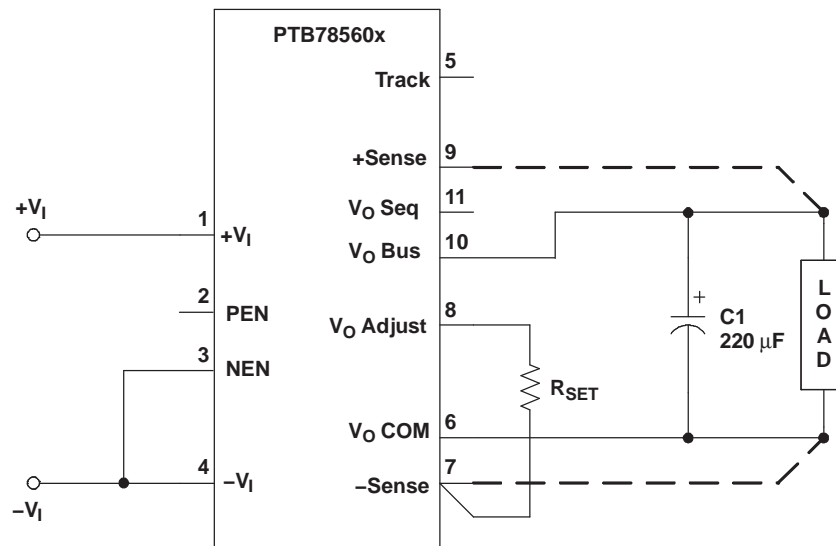 PTB78560x
5
Track
9
+Sense
11
VO Seq
10
VO Bus
+VI
1
+VI
2
PEN
8
VO Adjust
3
NEN
RSET
+
C1
220 µF
LOAD
6
VO COM
7
–Sense
4
–VI
–VI